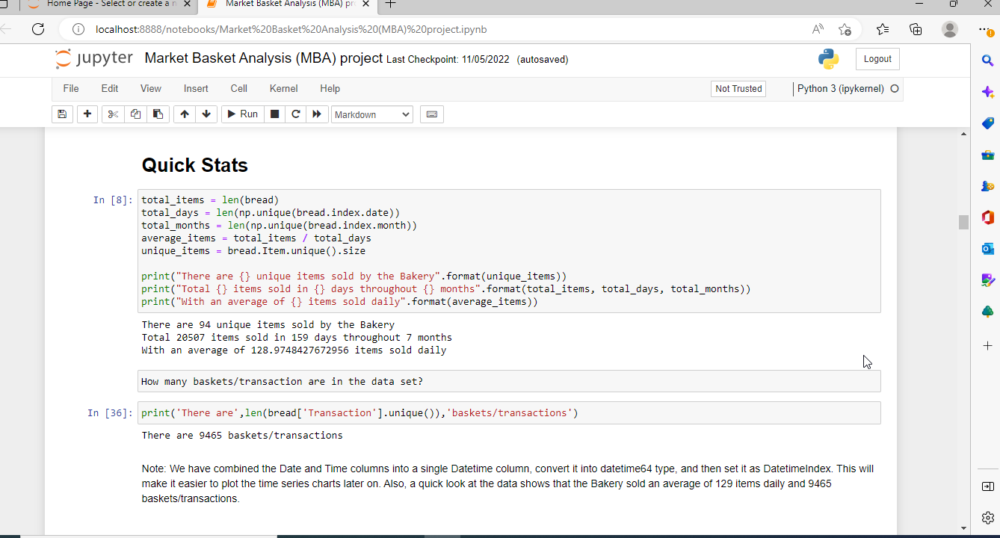 Home Page - Select or create a n
Market Basket Analysis (MBA) pr
localhost:8888/notebooks/Market%20Basket%20Analysis%20(MBA)%20project.ipynb
jupyter Market Basket Analysis (MBA) project Last Checkpoint: 11/05/2022 (autosaved)
Logout
File Edit View Insert Cell Kernel Help
Not Trusted
Python 3 (ipykernel)
Run
Markdown
Quick Stats
In [8]:
total_items = len(bread)
total_days = len(np.unique(bread.index.date))
total_months = len(np.unique(bread.index.month))
average_items = total_items / total_days
unique_items = bread.Item.unique().size
print("There are {} unique items sold by the Bakery".format(unique_items))
print("Total {} items sold in {} days throughout {} months".format(total_items, total_days, total_months))
print("With an average of {} items sold daily".format(average_items))
There are 94 unique items sold by the Bakery
Total 20507 items sold in 159 days throughout 7 months
With an average of 128.9748427672956 items sold daily
How many baskets/transaction are in the data set?
In [36]:
print('There are',len(bread['Transaction'].unique()),'baskets/transactions')
There are 9465 baskets/transactions
Note: We have combined the Date and Time columns into a single Datetime column, convert it into datetime64 type, and then set it as DatetimeIndex. This will
make it easier to plot the time series charts later on. Also, a quick look at the data shows that the Bakery sold an average of 129 items daily and 9465
baskets/transactions.